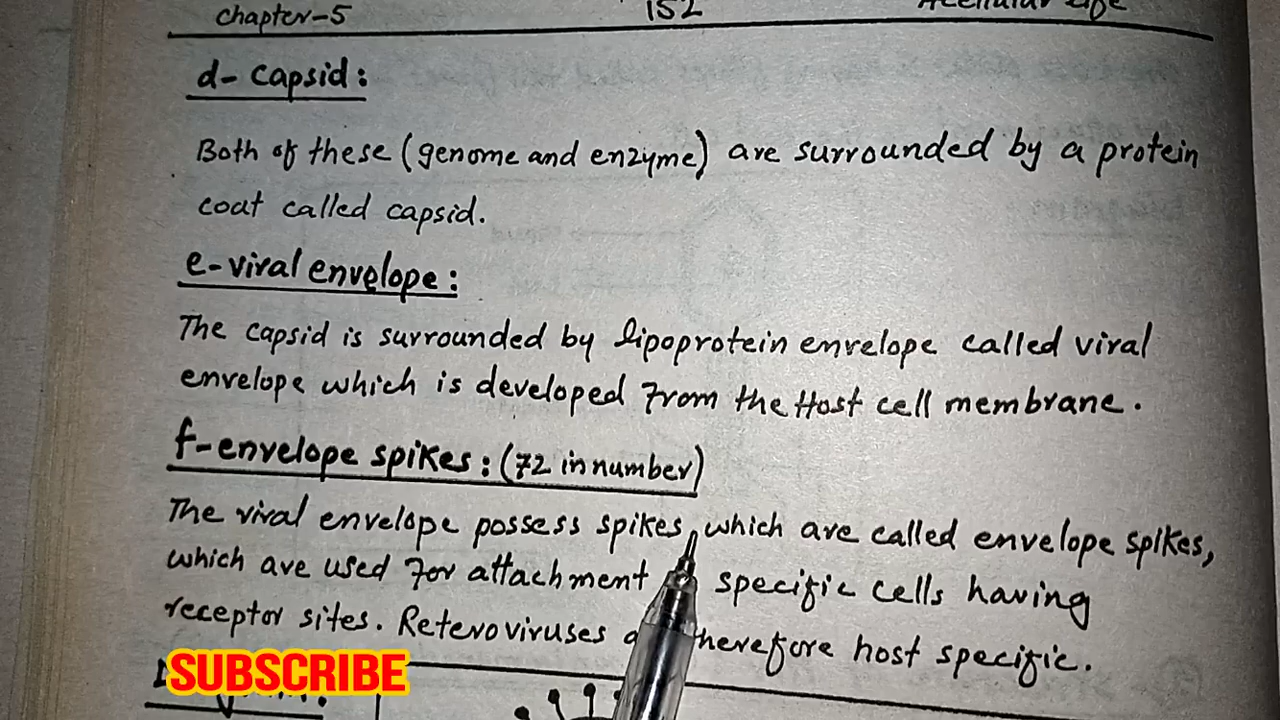 chapter-5 152 Acellular life
d- capsid:
Both of these (genome and enzyme) are surrounded by a protein
coat called capsid.
e-viral envelope:
The capsid is surrounded by lipoprotein envelope called viral
envelope which is developed from the Host cell membrane.
f-envelope spikes: (72 in number)
The viral envelope possess spikes, which are called envelope spikes,
which are used for attachment specific cells having
receptor sites. Reteroviruses therefore host specific.
SUBSCRIBE